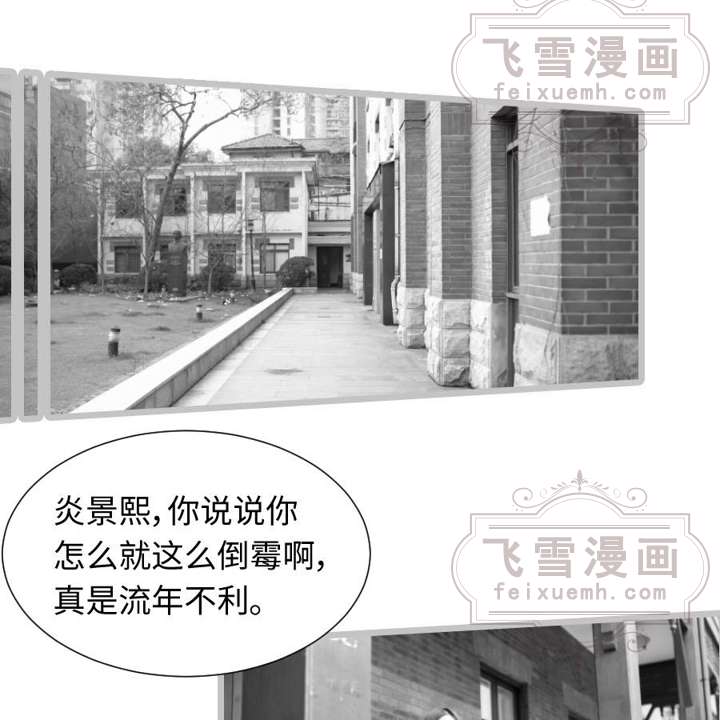 飞雪漫画
feixuemh.com
炎景熙，你说说你
怎么就这么倒霉啊，
真是流年不利。
飞雪漫画
feixuemh.com